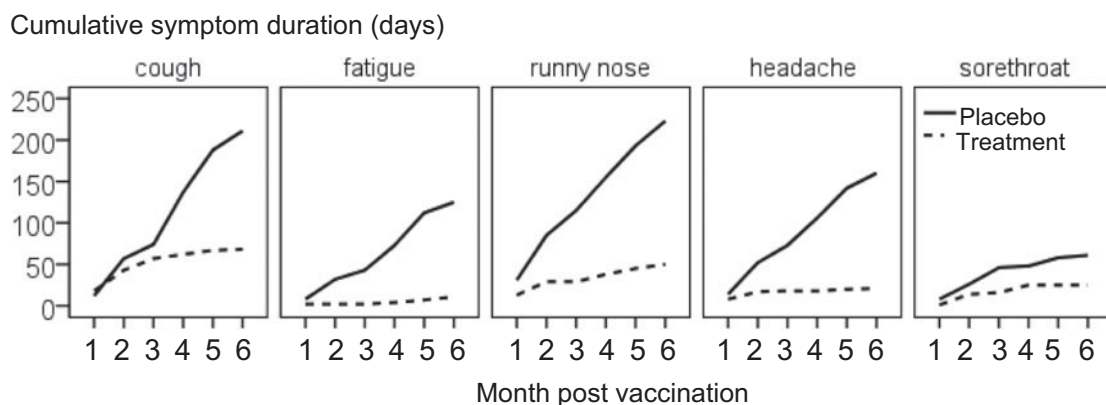 Cumulative symptom duration (days)
cough fatigue runny nose headache sorethroat
250
200
150
100
50
0
Placebo
Treatment
1 2 3 4 5 6 1 2 3 4 5 6 1 2 3 4 5 6 1 2 3 4 5 6 1 2 3 4 5 6
Month post vaccination